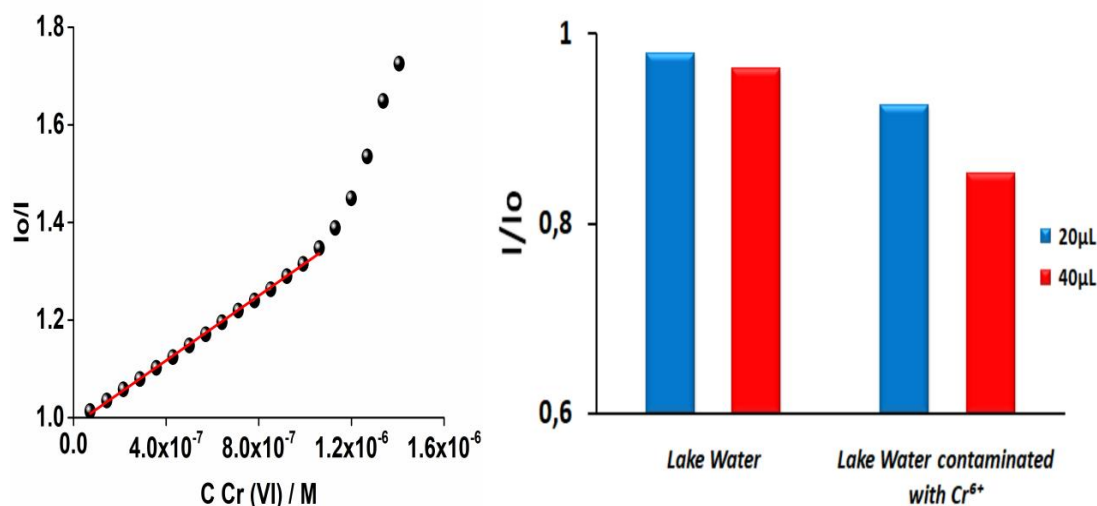 1.8
1.6
1.4
1.2
1.0
Io/I
0.0
4.0x10⁻⁷
8.0x10⁻⁷
1.2x10⁻⁶
1.6x10⁻⁶
C Cr (VI) / M
1
0,8
0,6
I/Io
20µL
40µL
Lake Water
Lake Water contaminated
with Cr⁶⁺